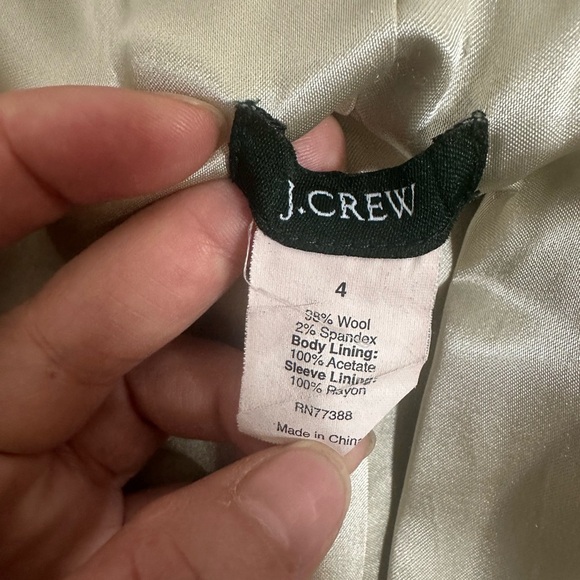 J.CREW
4
98% Wool
2% Spandex
Body Lining:
100% Acetate
Sleeve Lining:
100% Rayon
RN77388
Made in China